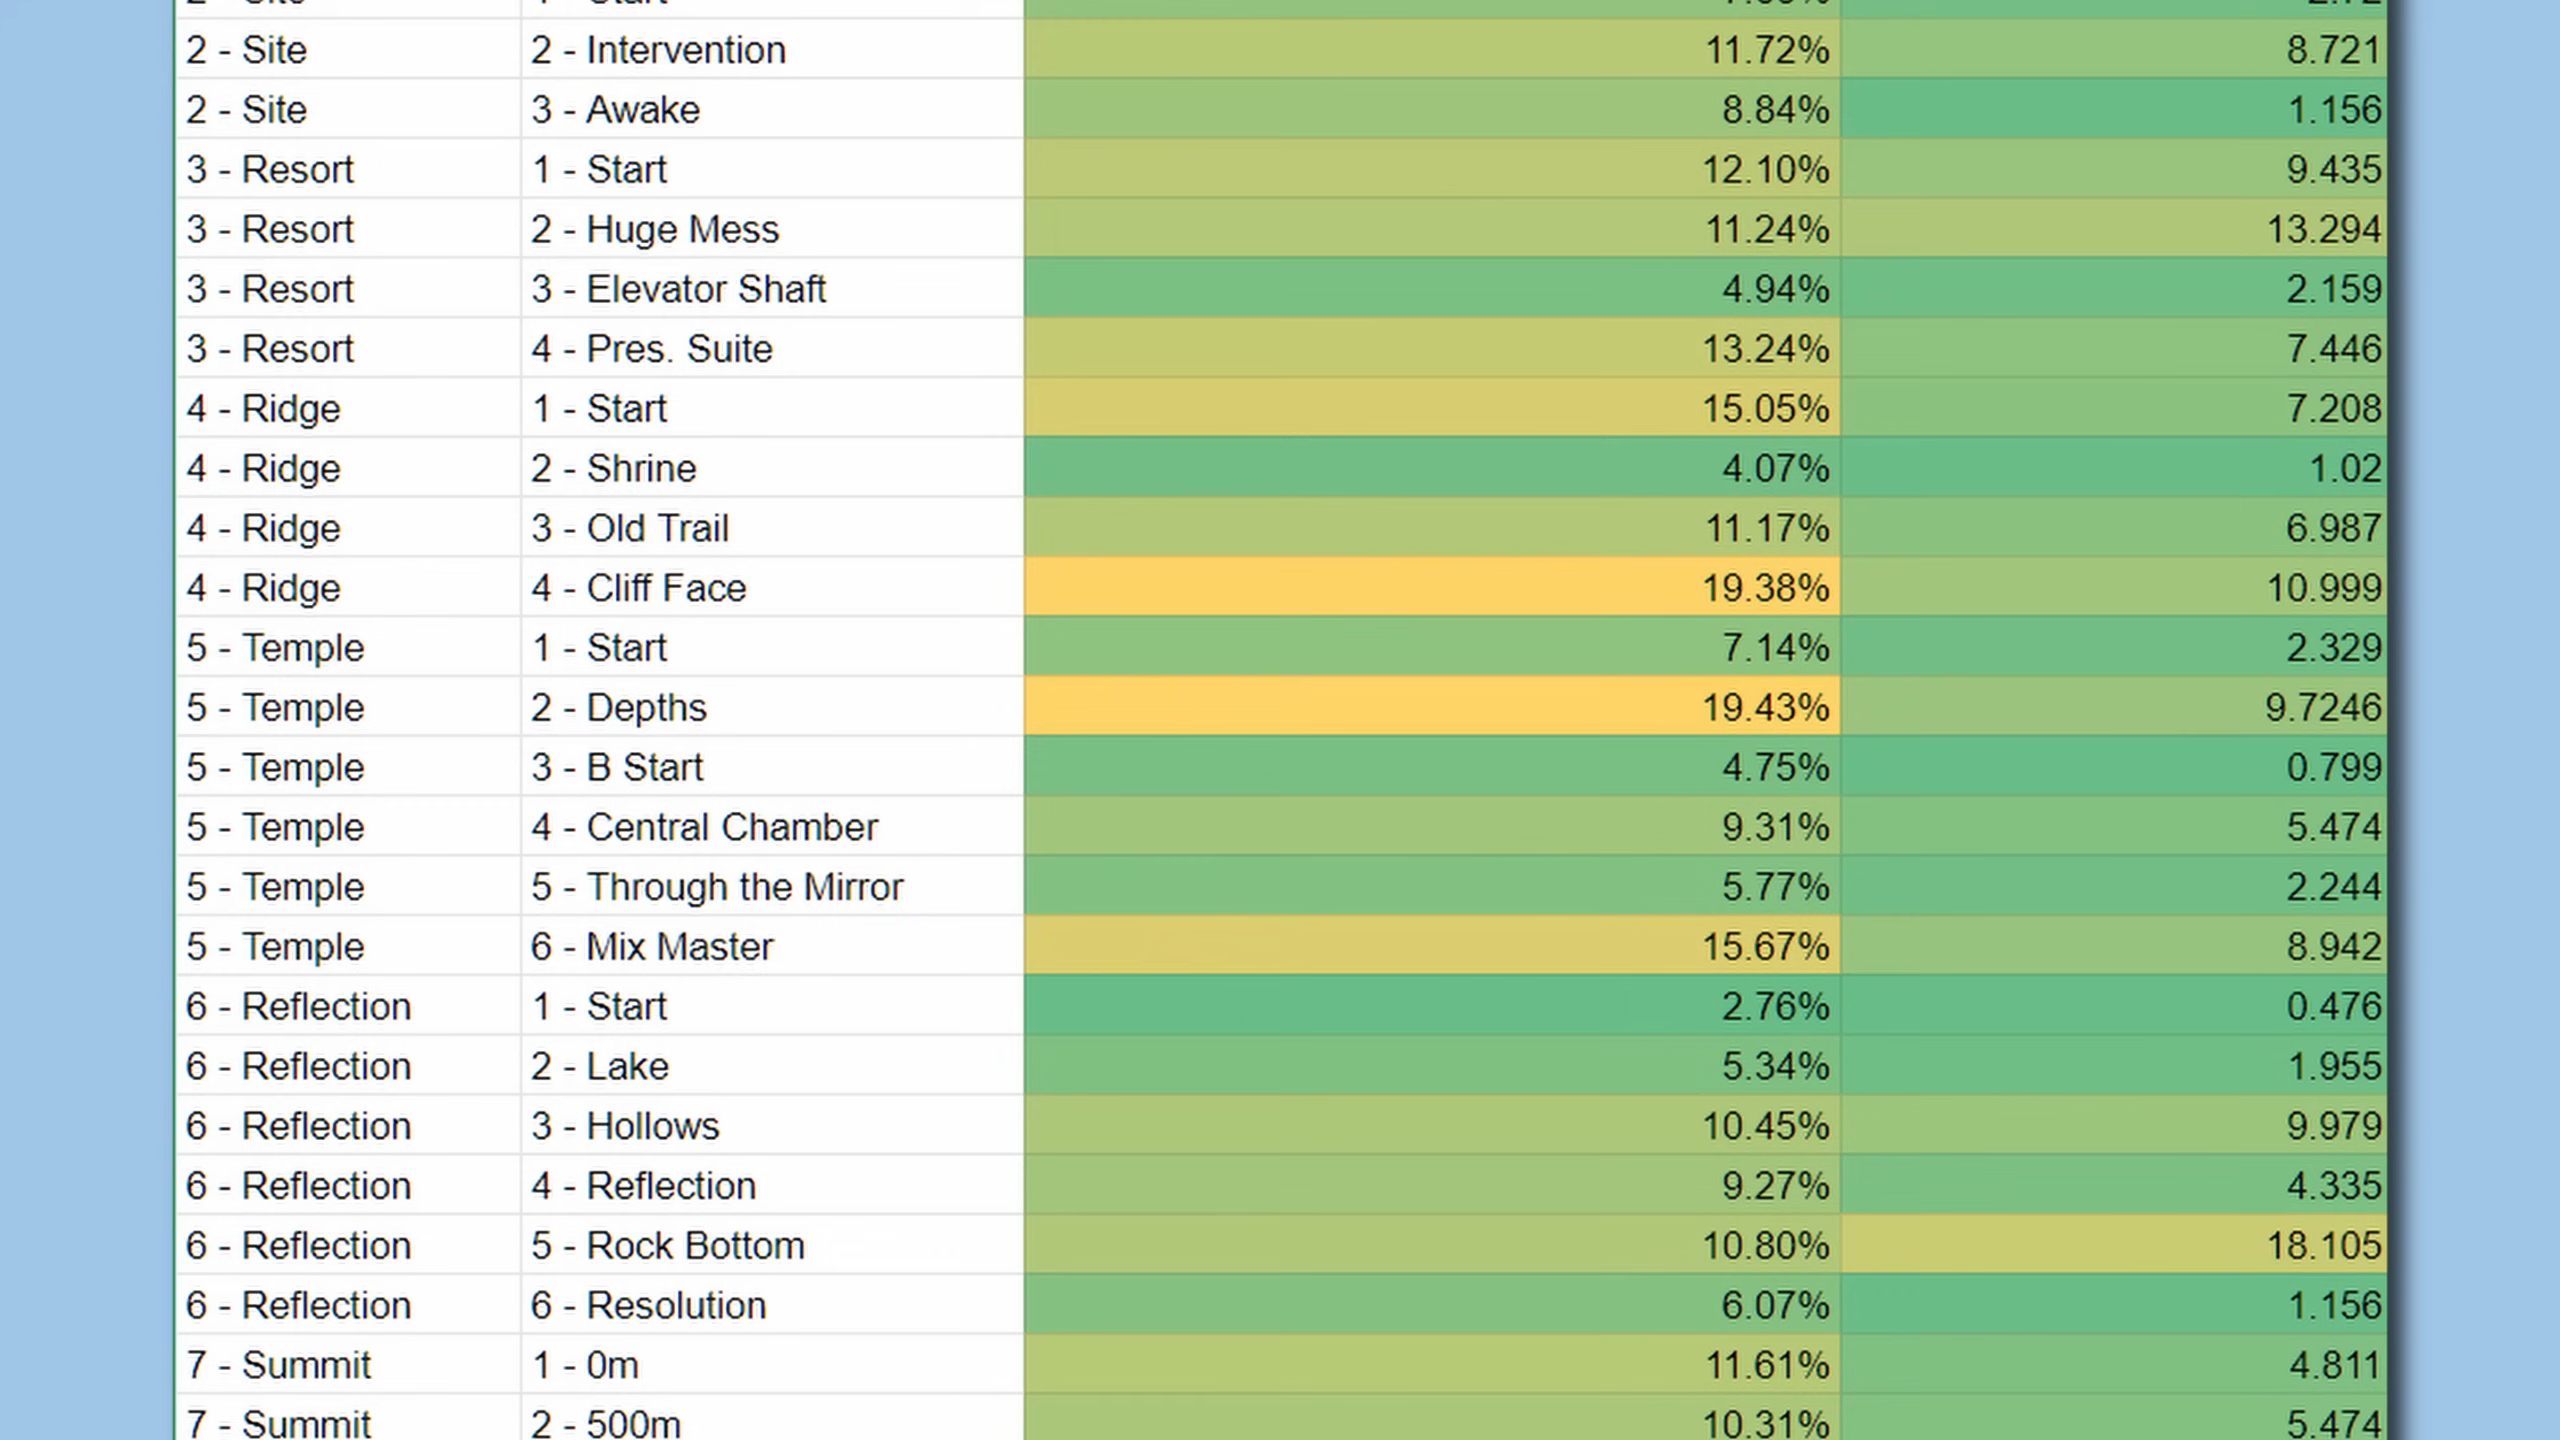 2 - Site 2 - Intervention 11.72% 8.721
2 - Site 3 - Awake 8.84% 1.156
3 - Resort 1 - Start 12.10% 9.435
3 - Resort 2 - Huge Mess 11.24% 13.294
3 - Resort 3 - Elevator Shaft 4.94% 2.159
3 - Resort 4 - Pres. Suite 13.24% 7.446
4 - Ridge 1 - Start 15.05% 7.208
4 - Ridge 2 - Shrine 4.07% 1.02
4 - Ridge 3 - Old Trail 11.17% 6.987
4 - Ridge 4 - Cliff Face 19.38% 10.999
5 - Temple 1 - Start 7.14% 2.329
5 - Temple 2 - Depths 19.43% 9.7246
5 - Temple 3 - B Start 4.75% 0.799
5 - Temple 4 - Central Chamber 9.31% 5.474
5 - Temple 5 - Through the Mirror 5.77% 2.244
5 - Temple 6 - Mix Master 15.67% 8.942
6 - Reflection 1 - Start 2.76% 0.476
6 - Reflection 2 - Lake 5.34% 1.955
6 - Reflection 3 - Hollows 10.45% 9.979
6 - Reflection 4 - Reflection 9.27% 4.335
6 - Reflection 5 - Rock Bottom 10.80% 18.105
6 - Reflection 6 - Resolution 6.07% 1.156
7 - Summit 1 - 0m 11.61% 4.811
7 - Summit 2 - 500m 10.31% 5.474